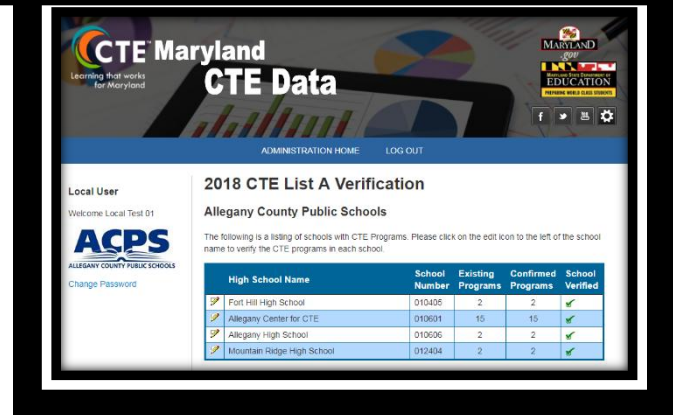 CTE™ Maryland
Learning that works
for Maryland
CTE Data
MARYLAND
.gov
MARYLAND STATE DEPARTMENT OF
EDUCATION
PREPARING WORLD CLASS STUDENTS
ADMINISTRATION HOME LOG OUT
Local User
Welcome Local Test 01
ACPS
ALLEGANY COUNTY PUBLIC SCHOOLS
Change Password
2018 CTE List A Verification
Allegany County Public Schools
The following is a listing of schools with CTE Programs. Please click on the edit icon to the left of the school
name to verify the CTE programs in each school.
High School Name School Number Existing Programs Confirmed Programs School Verified
Fort Hill High School 010405 2 2
Allegany Center for CTE 010601 15 15
Allegany High School 010606 2 2
Mountain Ridge High School 012404 2 2